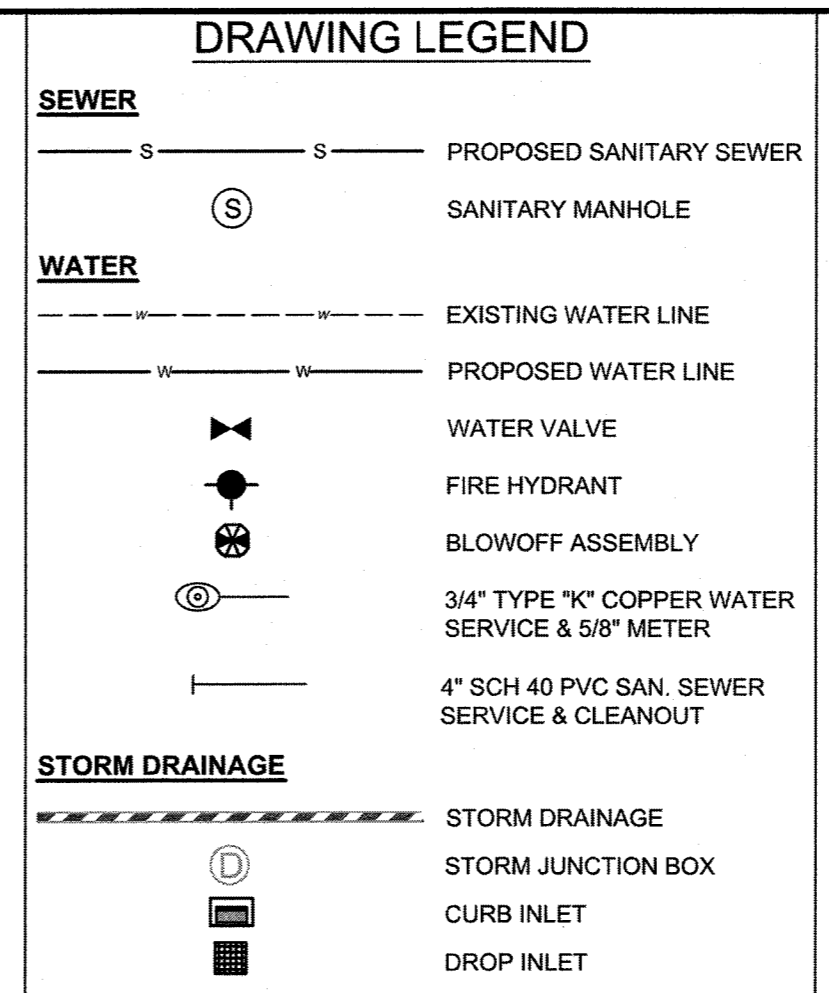 DRAWING LEGEND
SEWER
S S PROPOSED SANITARY SEWER
S SANITARY MANHOLE
WATER
w w EXISTING WATER LINE
W W PROPOSED WATER LINE
WATER VALVE
FIRE HYDRANT
BLOWOFF ASSEMBLY
3/4" TYPE "K" COPPER WATER
SERVICE & 5/8" METER
4" SCH 40 PVC SAN. SEWER
SERVICE & CLEANOUT
STORM DRAINAGE
STORM DRAINAGE
D STORM JUNCTION BOX
CURB INLET
DROP INLET